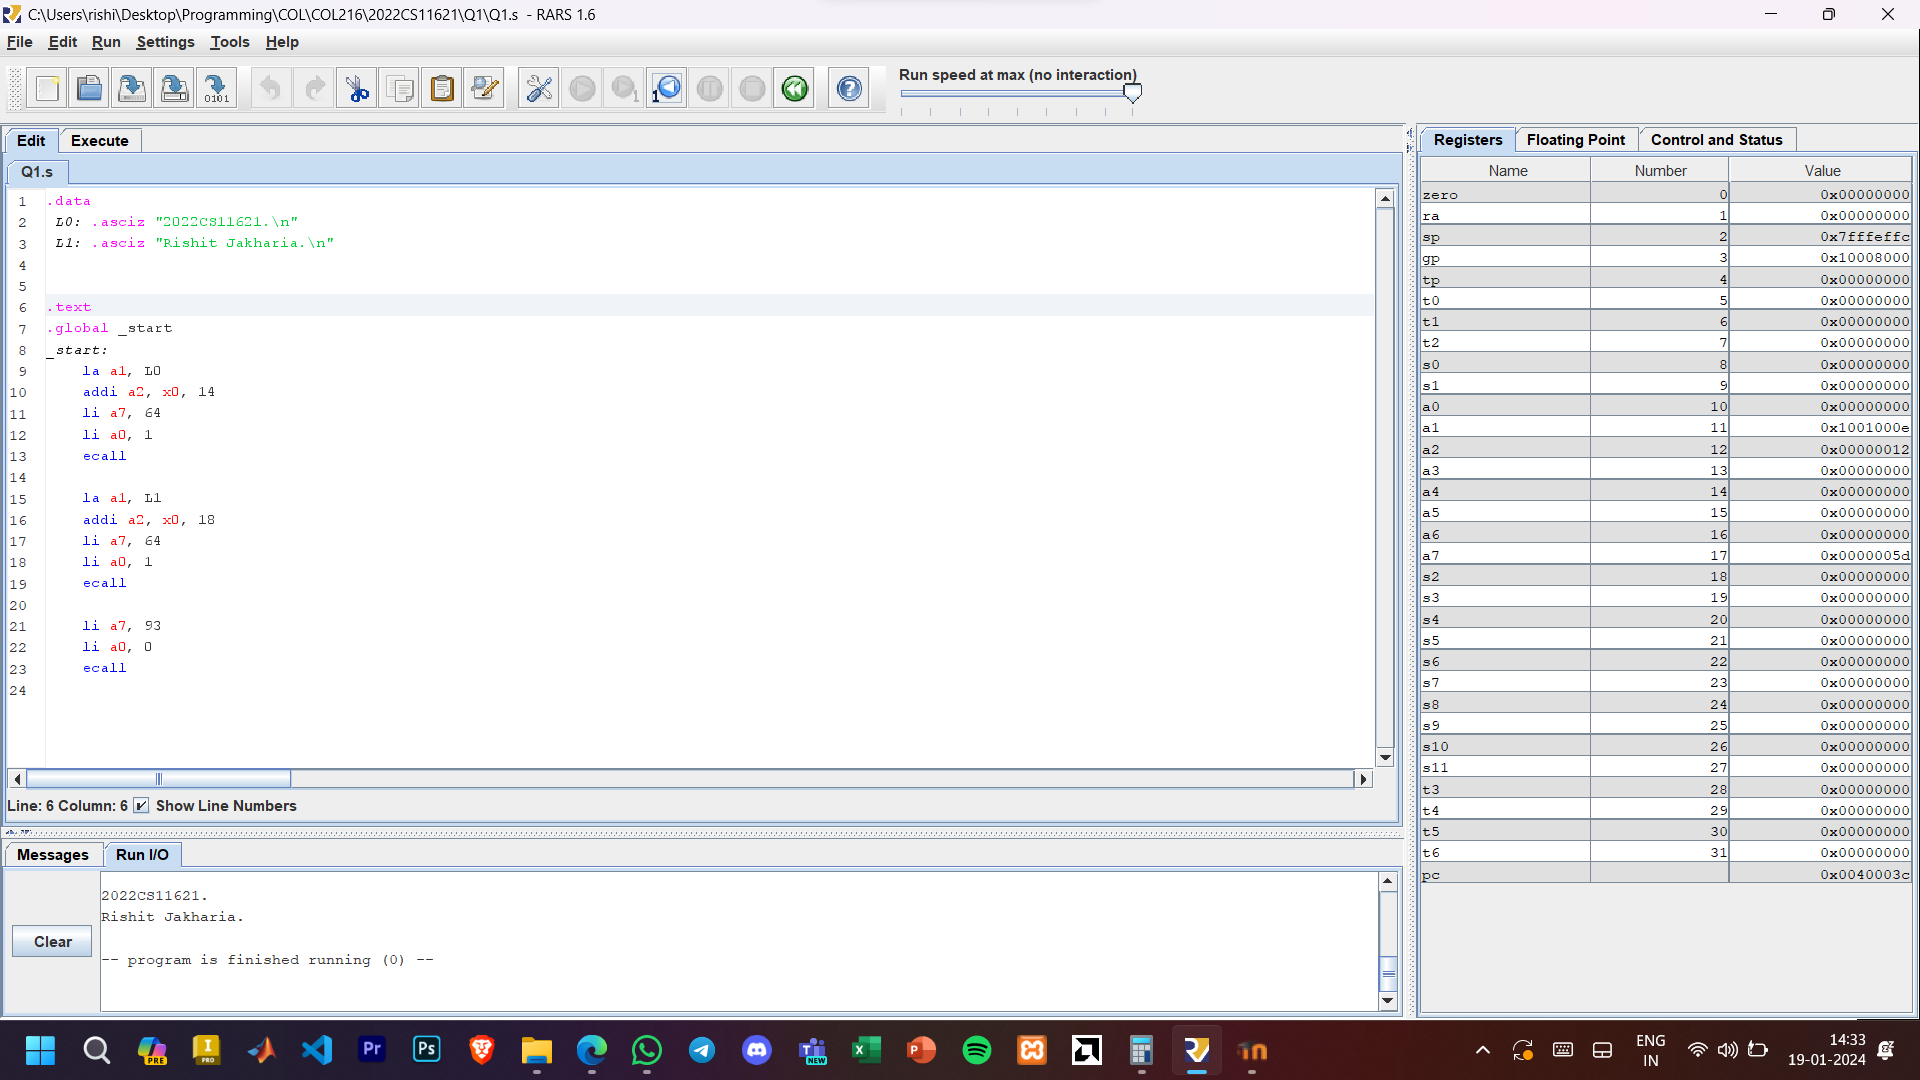 C:\Users\rishi\Desktop\Programming\COL\COL216\2022CS11621\Q1\Q1.s - RARS 1.6
File Edit Run Settings Tools Help
Run speed at max (no interaction)
Edit Execute
Q1.s
1 .data
2 L0: .asciz "2022CS11621.\n"
3 L1: .asciz "Rishit Jakharia.\n"
4
5
6 .text
7 .global _start
8 _start:
9 la a1, L0
10 addi a2, x0, 14
11 li a7, 64
12 li a0, 1
13 ecall
14
15 la a1, L1
16 addi a2, x0, 18
17 li a7, 64
18 li a0, 1
19 ecall
20
21 li a7, 93
22 li a0, 0
23 ecall
24
Line: 6 Column: 6 Show Line Numbers
Messages Run I/O
Clear
2022CS11621.
Rishit Jakharia.
-- program is finished running (0) --
Registers Floating Point Control and Status
Name Number Value
zero 0 0x00000000
ra 1 0x00000000
sp 2 0x7fffeffc
gp 3 0x10008000
tp 4 0x00000000
t0 5 0x00000000
t1 6 0x00000000
t2 7 0x00000000
s0 8 0x00000000
s1 9 0x00000000
a0 10 0x00000000
a1 11 0x1001000e
a2 12 0x00000012
a3 13 0x00000000
a4 14 0x00000000
a5 15 0x00000000
a6 16 0x00000000
a7 17 0x0000005d
s2 18 0x00000000
s3 19 0x00000000
s4 20 0x00000000
s5 21 0x00000000
s6 22 0x00000000
s7 23 0x00000000
s8 24 0x00000000
s9 25 0x00000000
s10 26 0x00000000
s11 27 0x00000000
t3 28 0x00000000
t4 29 0x00000000
t5 30 0x00000000
t6 31 0x00000000
pc 0x0040003c
PRE I PRO Pr Ps NEW
ENG
IN
14:33
19-01-2024